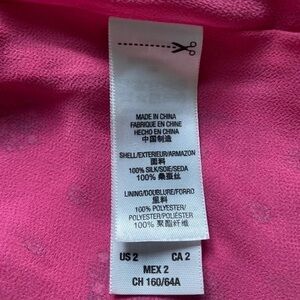 MADE IN CHINA
FABRIQUE EN CHINE
HECHO EN CHINA
中国制造
SHELL/EXTERIEUR/ARMAZON
面料
100% SILK/SOIE/SEDA
100% 桑蚕丝
LINING/DOUBLURE/FORRO
里料
100% POLYESTER/
POLYESTER/POLIÉSTER
100% 聚酯纤维
US 2 CA 2
MEX 2
CH 160/64A